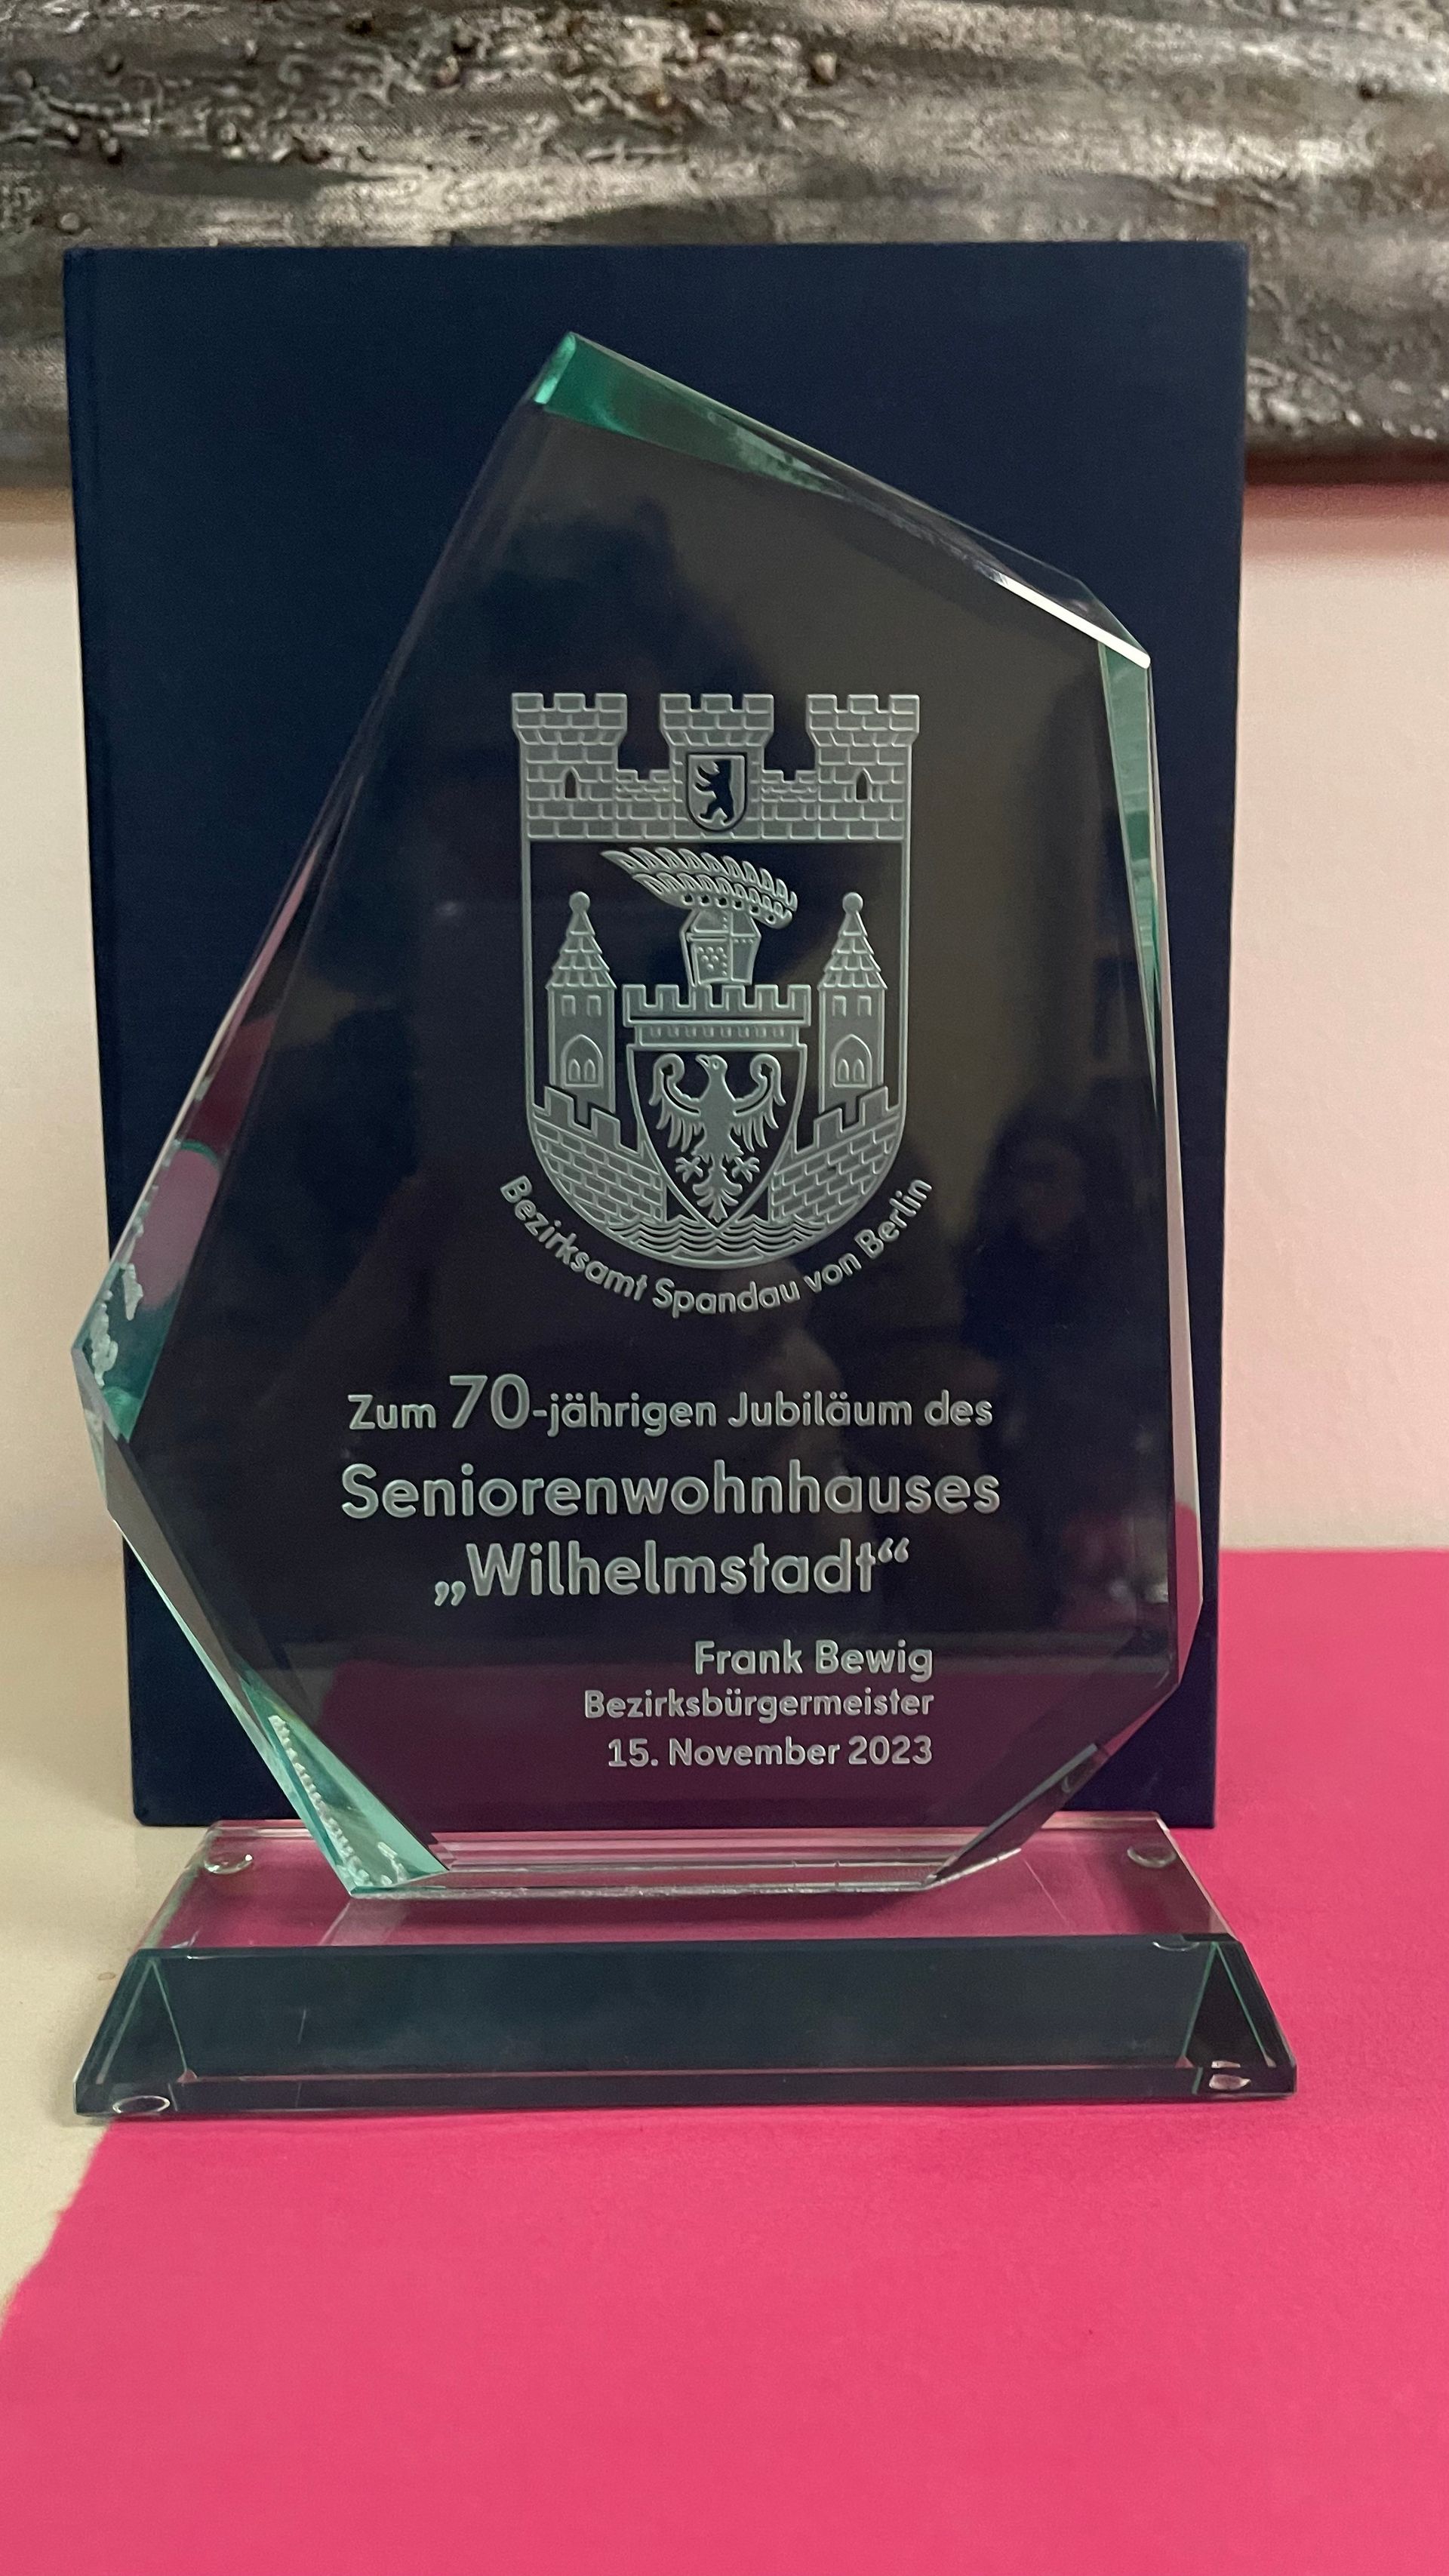 Bezirksamt Spandau von Berlin
Zum 70-jährigen Jubiläum des
Seniorenwohnhauses
„Wilhelmstadt“
Frank Bewig
Bezirksbürgermeister
15. November 2023